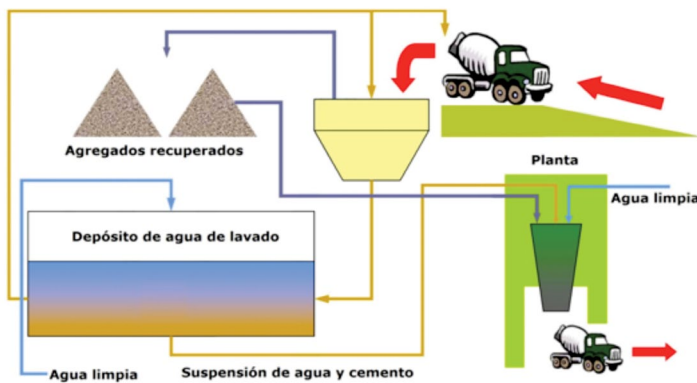 Agregados recuperados
Planta
Agua limpia
Depósito de agua de lavado
Agua limpia
Suspensión de agua y cemento